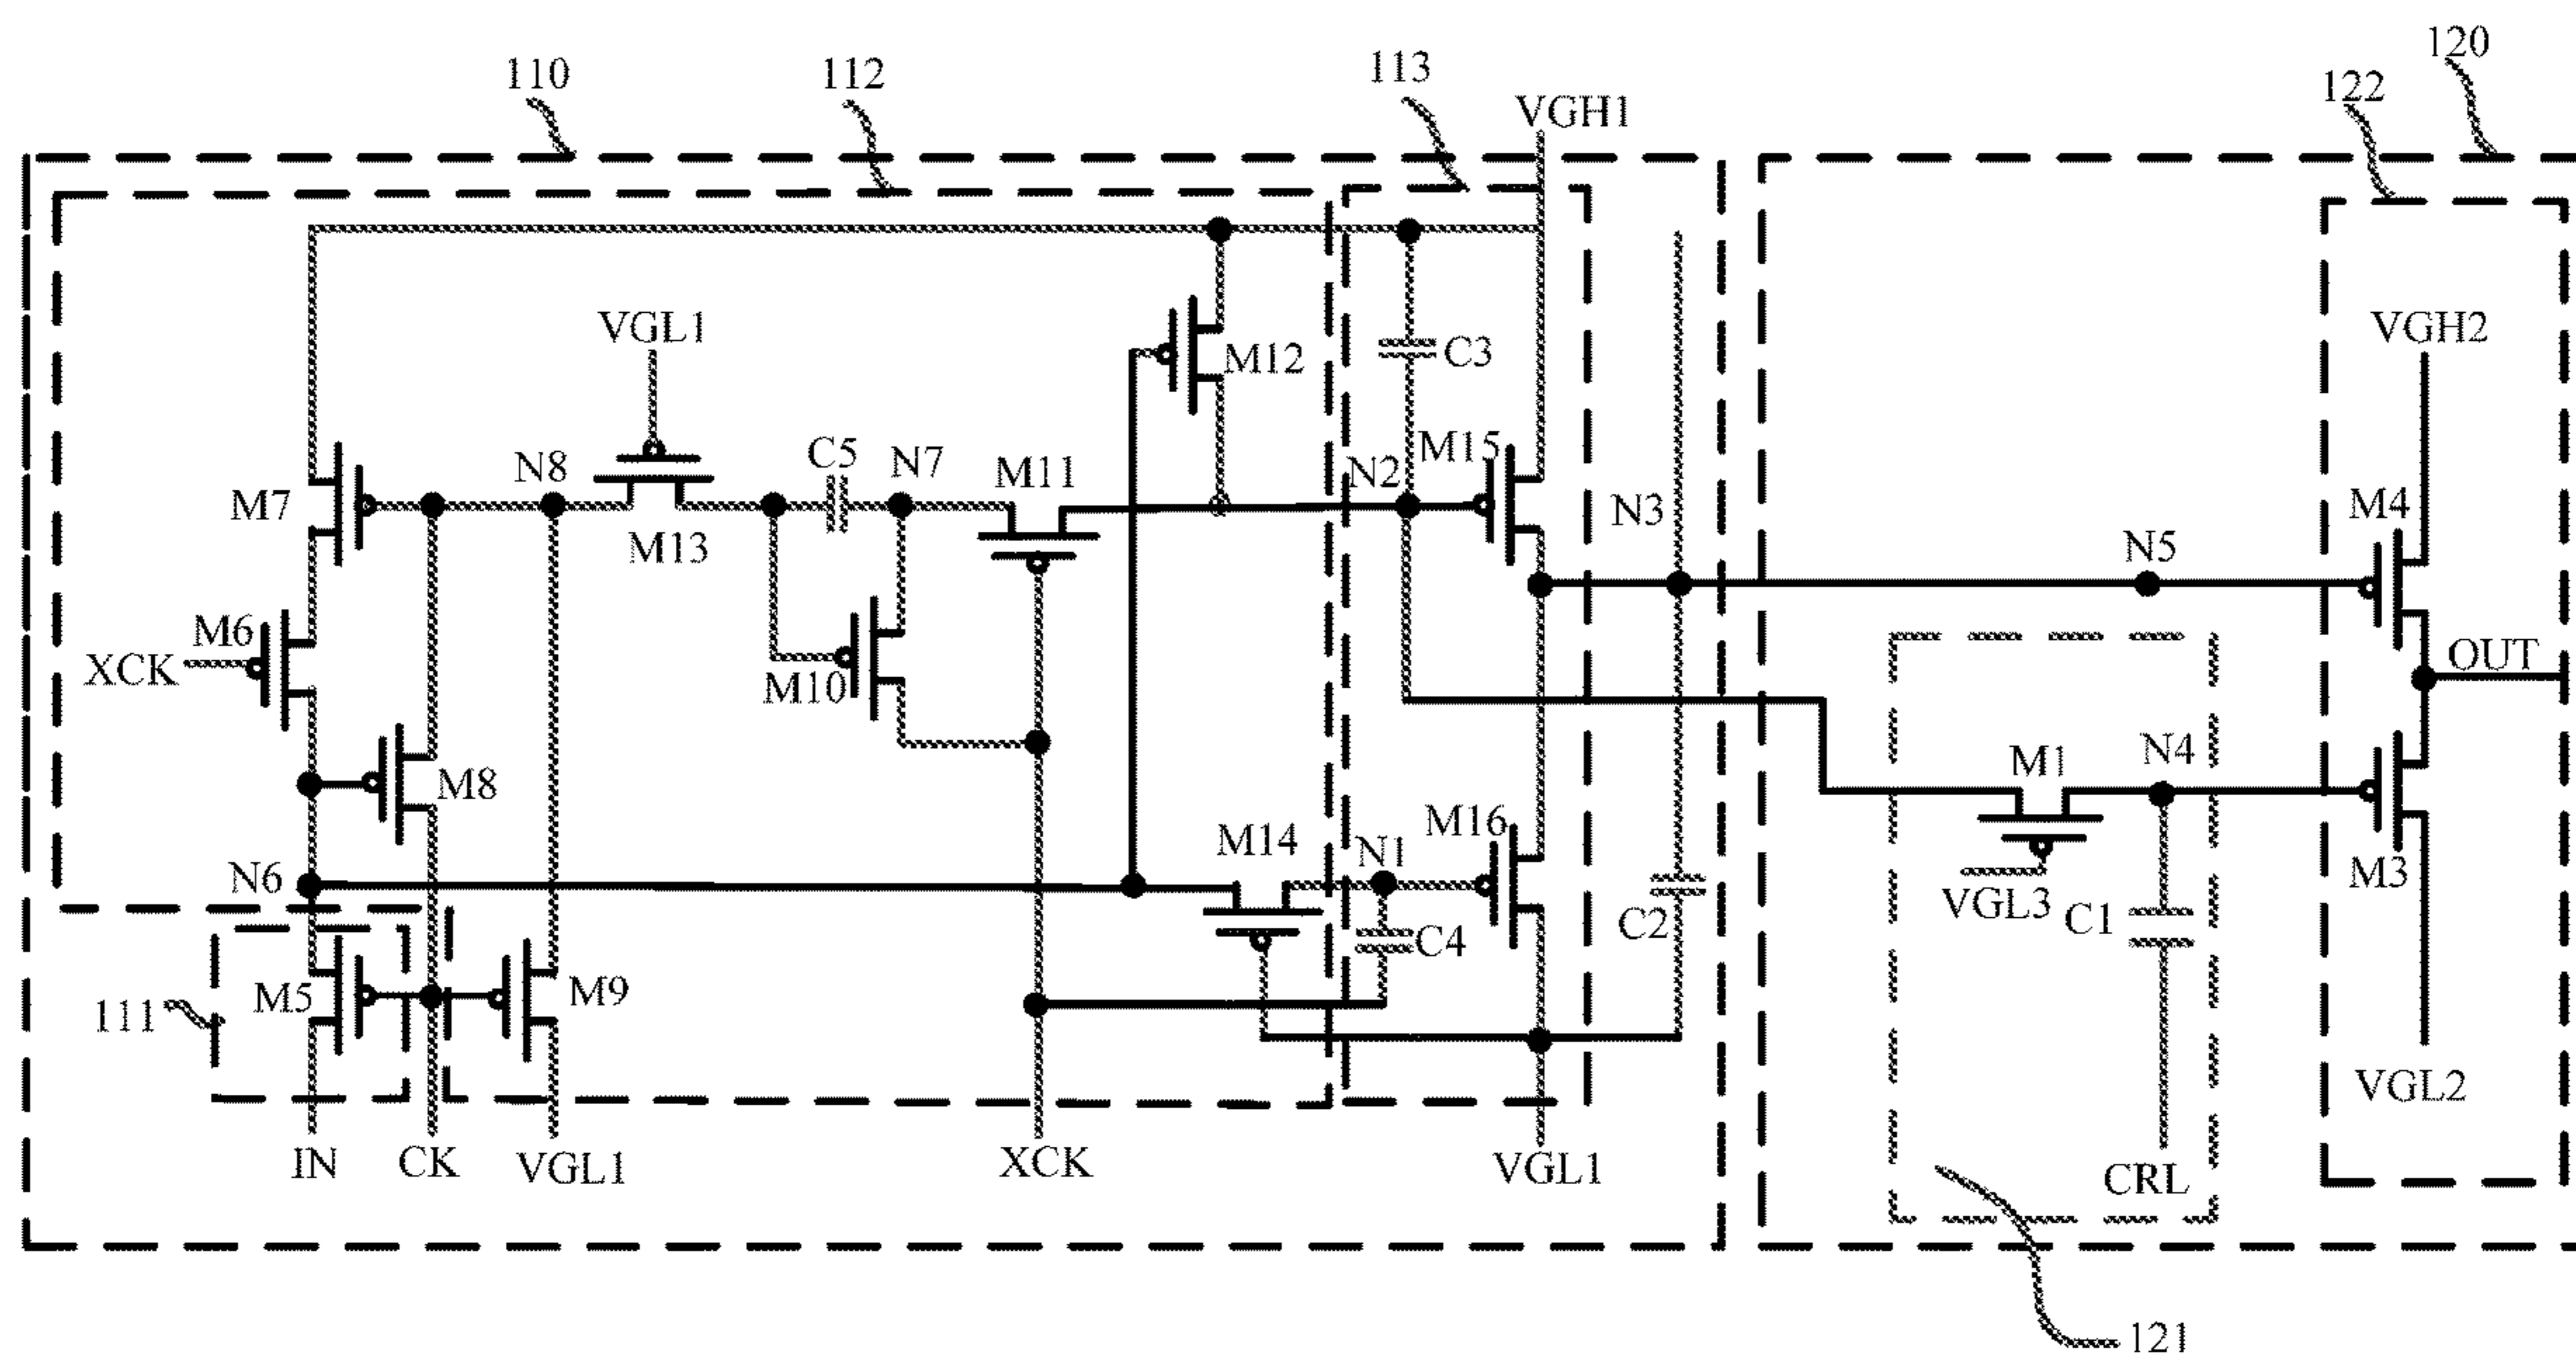 120
110
112
113
122
VGH1
VGH2
VGL1
M12
C3
M7
N8
C5
N7
M11
N2
M15
N3
M4
M13
N5
M6
XCK
M10
OUT
M8
M1
N4
M14
N1
M16
M3
N6
VGL3
C1
C2
C4
M5
M9
111
VGL2
IN
CK
VGL1
XCK
VGL1
CRL
121